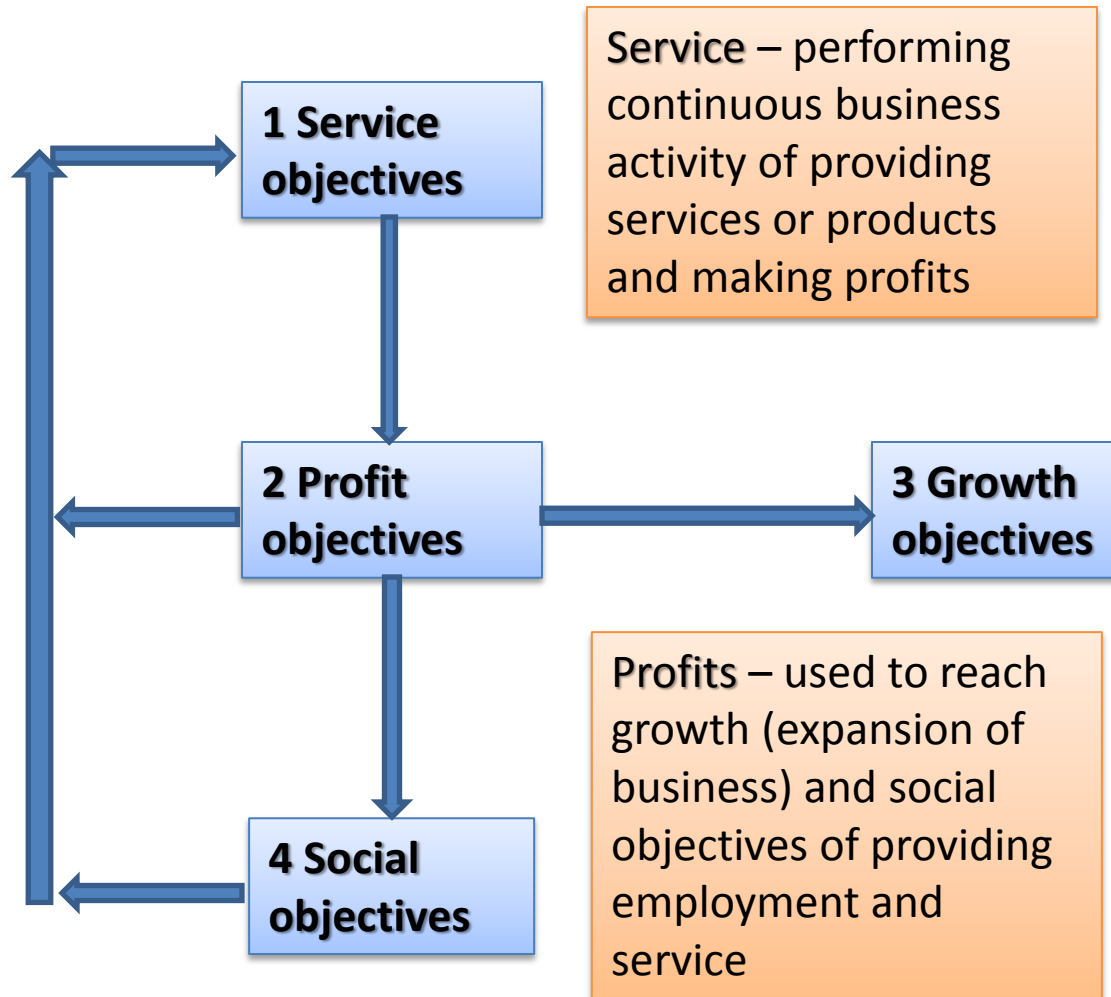 Service – performing
continuous business
activity of providing
services or products
and making profits
1 Service
objectives
2 Profit
objectives
3 Growth
objectives
Profits – used to reach
growth (expansion of
business) and social
objectives of providing
employment and
service
4 Social
objectives